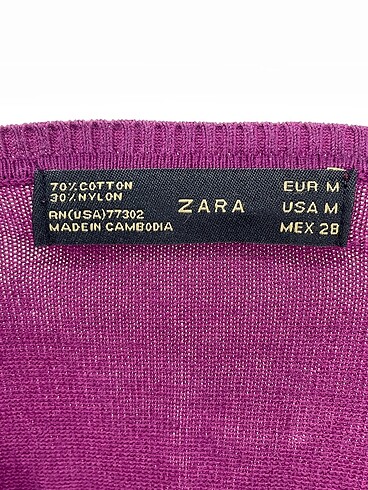 70% COTTON
30% NYLON
RN(USA)77302
MADE IN CAMBODIA
ZARA
EUR M
USA M
MEX 28